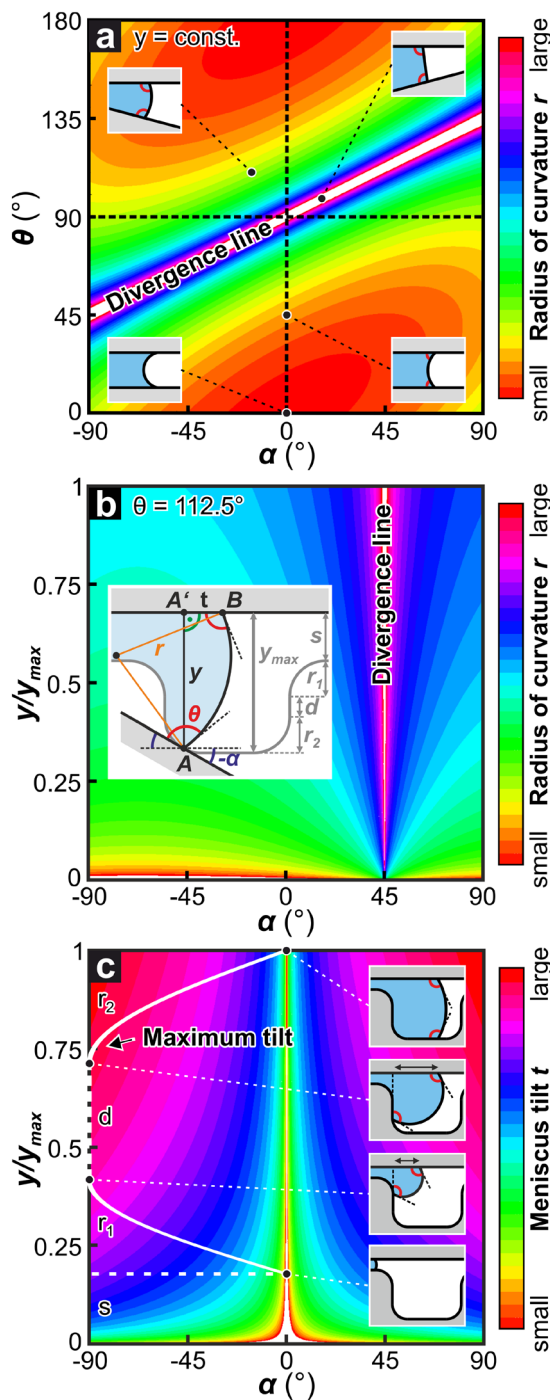 a
y = const.
180
135
90
45
0
θ (°)
Divergence line
-90
-45
0
45
90
α (°)
large
Radius of curvature r
small
b
θ = 112.5°
1
0.75
0.5
0.25
0
y/ymax
Divergence line
A‘
t
B
r
y
ymax
s
r1
d
r2
θ
A
-α
-90
-45
0
45
90
α (°)
large
Radius of curvature r
small
c
1
0.75
0.5
0.25
0
y/ymax
r2
Maximum tilt
d
r1
s
-90
-45
0
45
90
α (°)
large
Meniscus tilt t
small